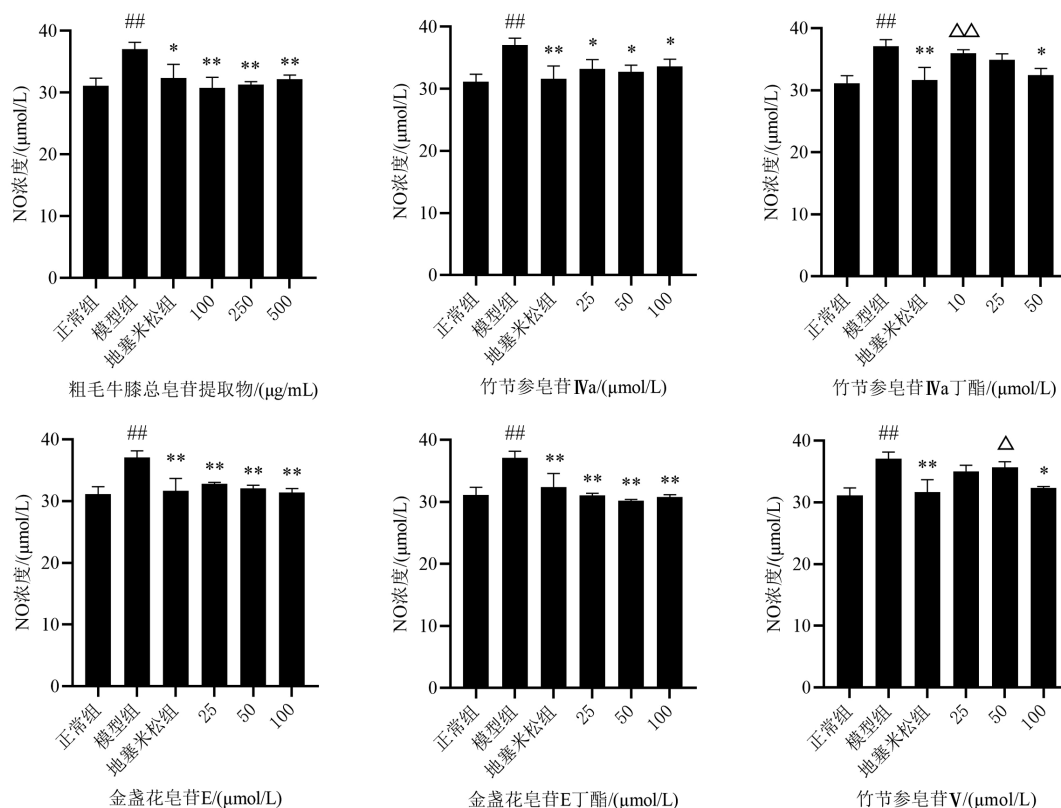 ##
**
**
**
*
40
30
20
10
0
NO浓度/(μmol/L)
正常组
模型组
地塞米松组
100
250
500
粗毛牛膝总皂苷提取物/(μg/mL)
##
**
*
*
*
40
30
20
10
0
NO浓度/(μmol/L)
正常组
模型组
地塞米松组
25
50
100
竹节参皂苷Ⅳa/(μmol/L)
##
△△
**
*
40
30
20
10
0
NO浓度/(μmol/L)
正常组
模型组
地塞米松组
10
25
50
竹节参皂苷Ⅳa丁酯/(μmol/L)
##
**
**
**
**
40
30
20
10
0
NO浓度/(μmol/L)
正常组
模型组
地塞米松组
25
50
100
金盏花皂苷E/(μmol/L)
##
**
**
**
**
40
30
20
10
0
NO浓度/(μmol/L)
正常组
模型组
地塞米松组
25
50
100
金盏花皂苷E丁酯/(μmol/L)
##
△
**
*
40
30
20
10
0
NO浓度/(μmol/L)
正常组
模型组
地塞米松组
25
50
100
竹节参皂苷Ⅴ/(μmol/L)